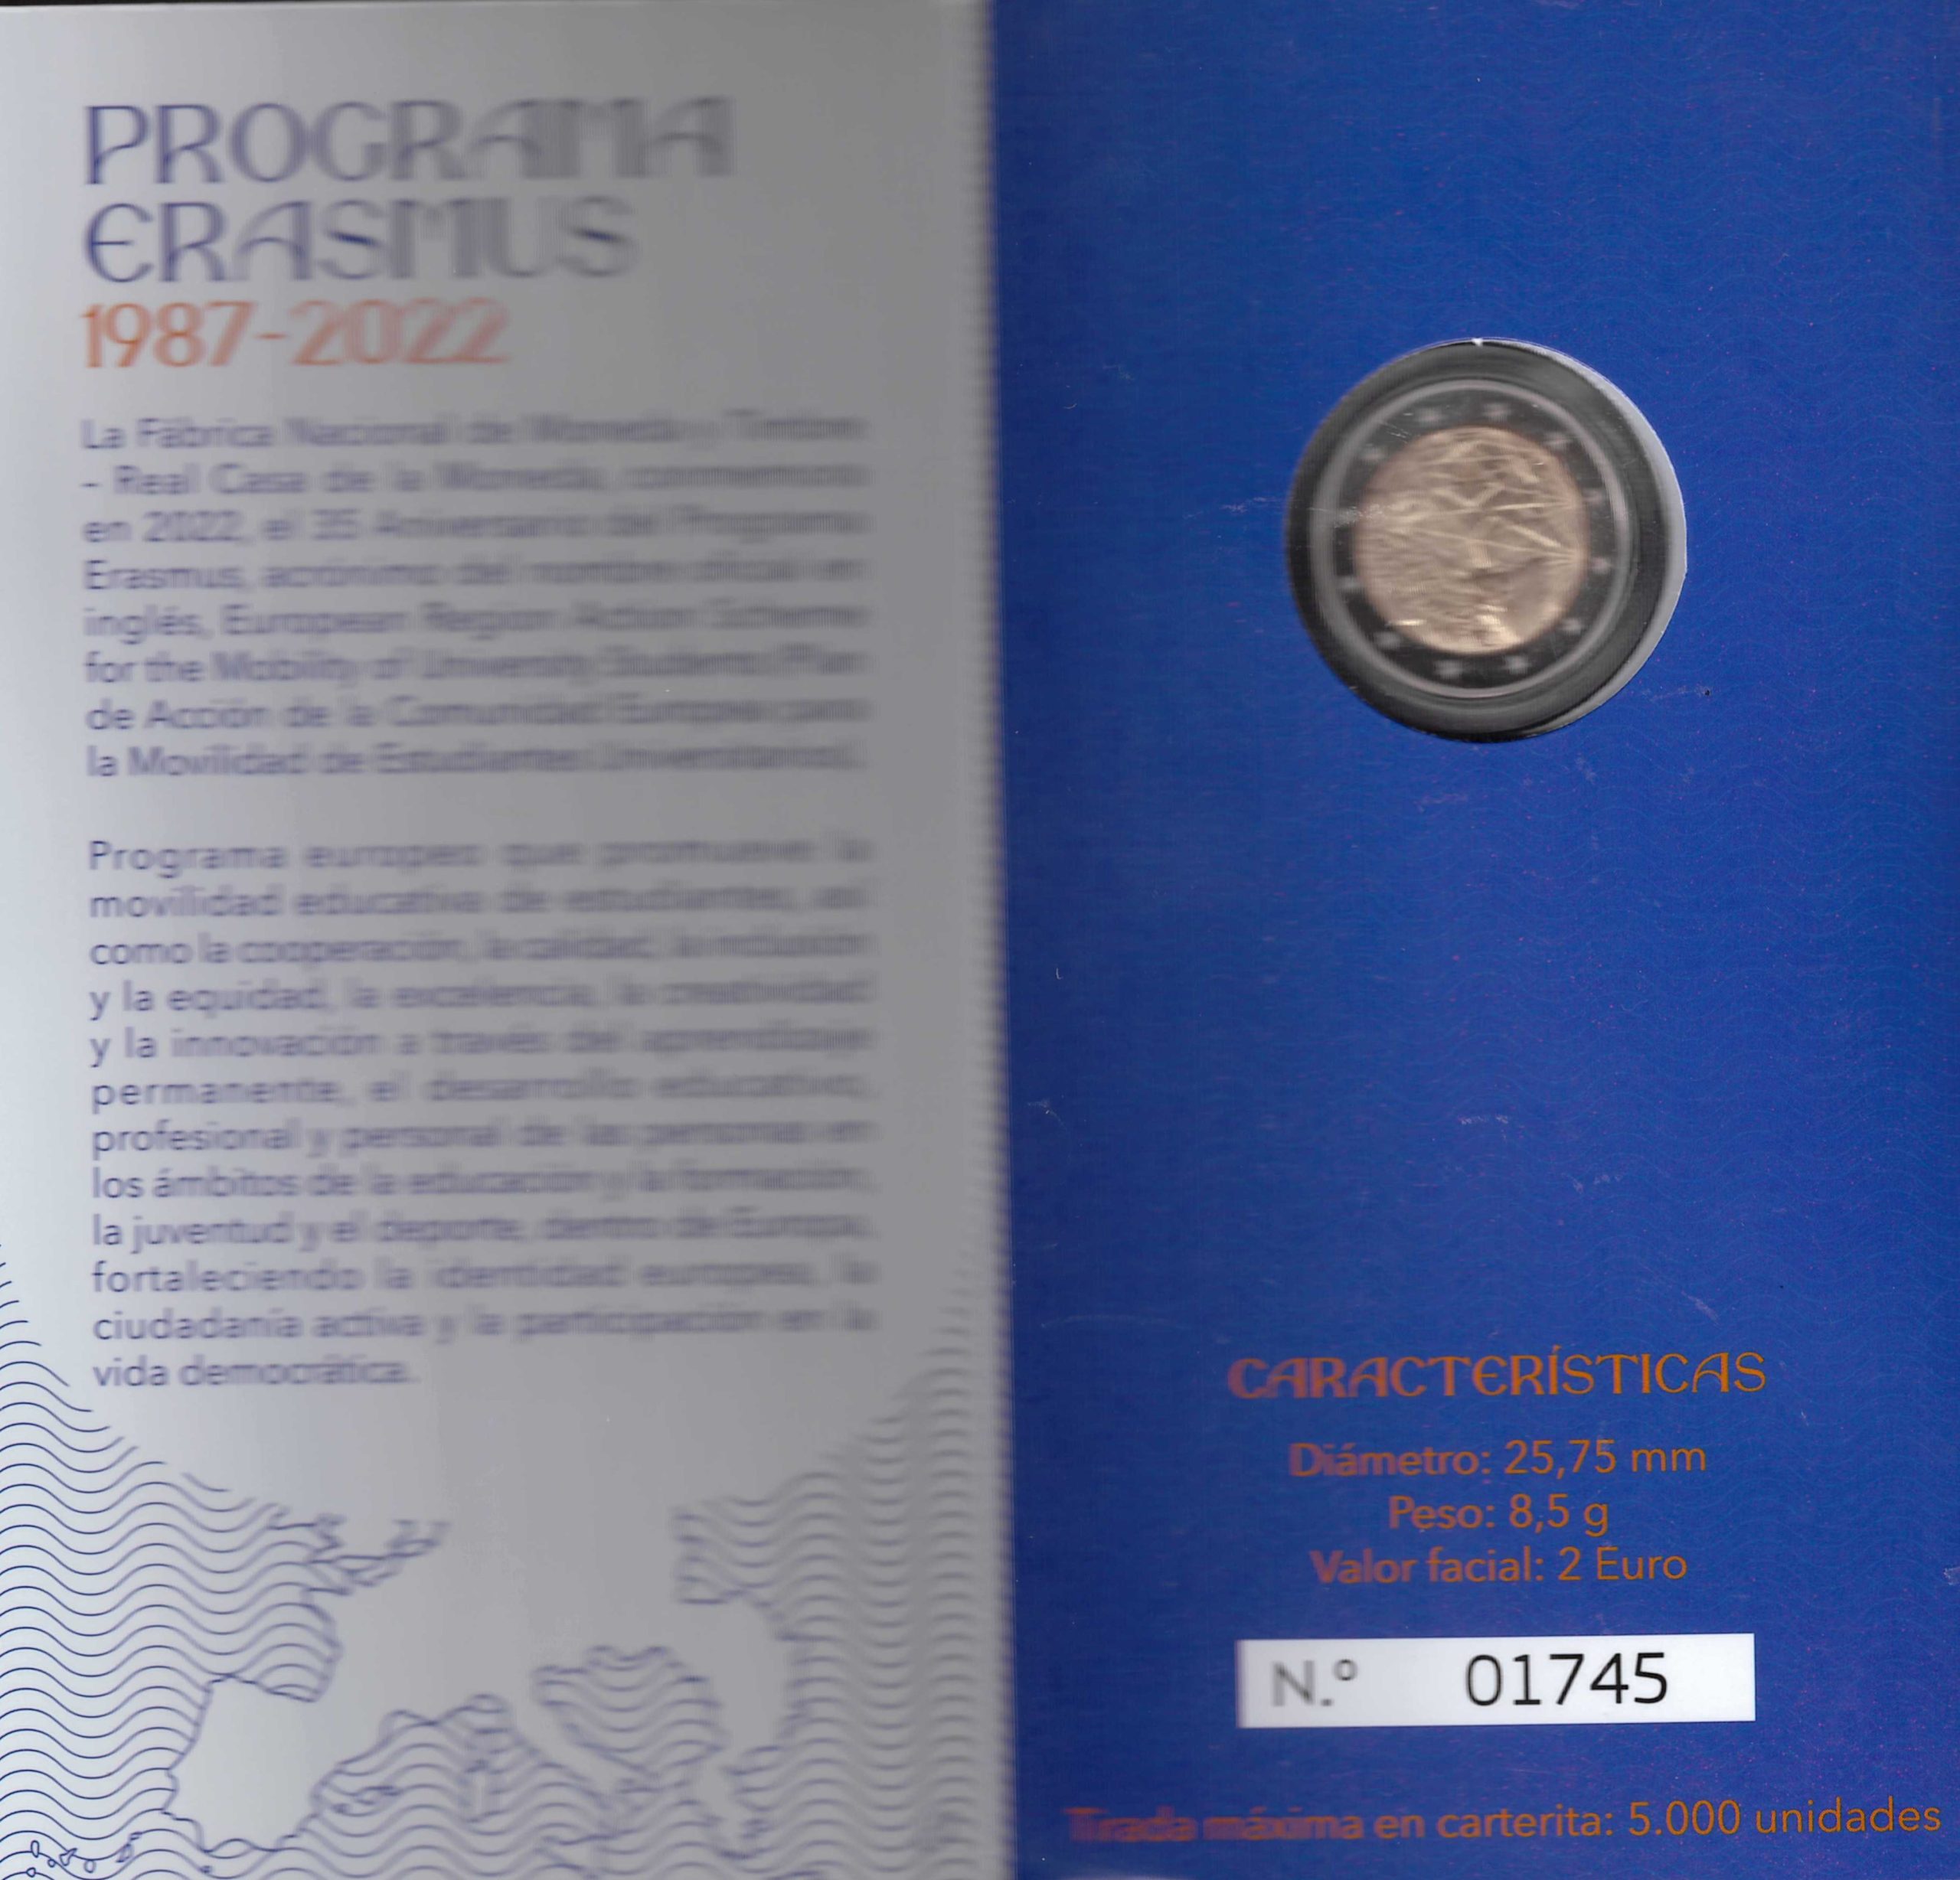 PROGRAMA
ERASMUS
1987-2022
La Fábrica Nacional de Moneda y Timbre
- Real Casa de la Moneda, conmemora
en 2022, el 35 Aniversario del Programa
Erasmus, acrónimo del nombre oficial en
inglés, European Region Action Scheme
for the Mobility of University Students (Plan
de Acción de la Comunidad Europea para
la Movilidad de Estudiantes Universitarios).
Programa europeo que promueve la
movilidad educativa de estudiantes, así
como la cooperación, la calidad, la inclusión
y la equidad, la excelencia, la creatividad
y la innovación a través del aprendizaje
permanente, el desarrollo educativo,
profesional y personal de las personas en
los ámbitos de la educación y la formación,
la juventud y el deporte, dentro de Europa,
fortaleciendo la identidad europea, la
ciudadanía activa y la participación en la
vida democrática.
CARACTERÍSTICAS
Diámetro: 25,75 mm
Peso: 8,5 g
Valor facial: 2 Euro
N.º 01745
Tirada máxima en carterita: 5.000 unidades